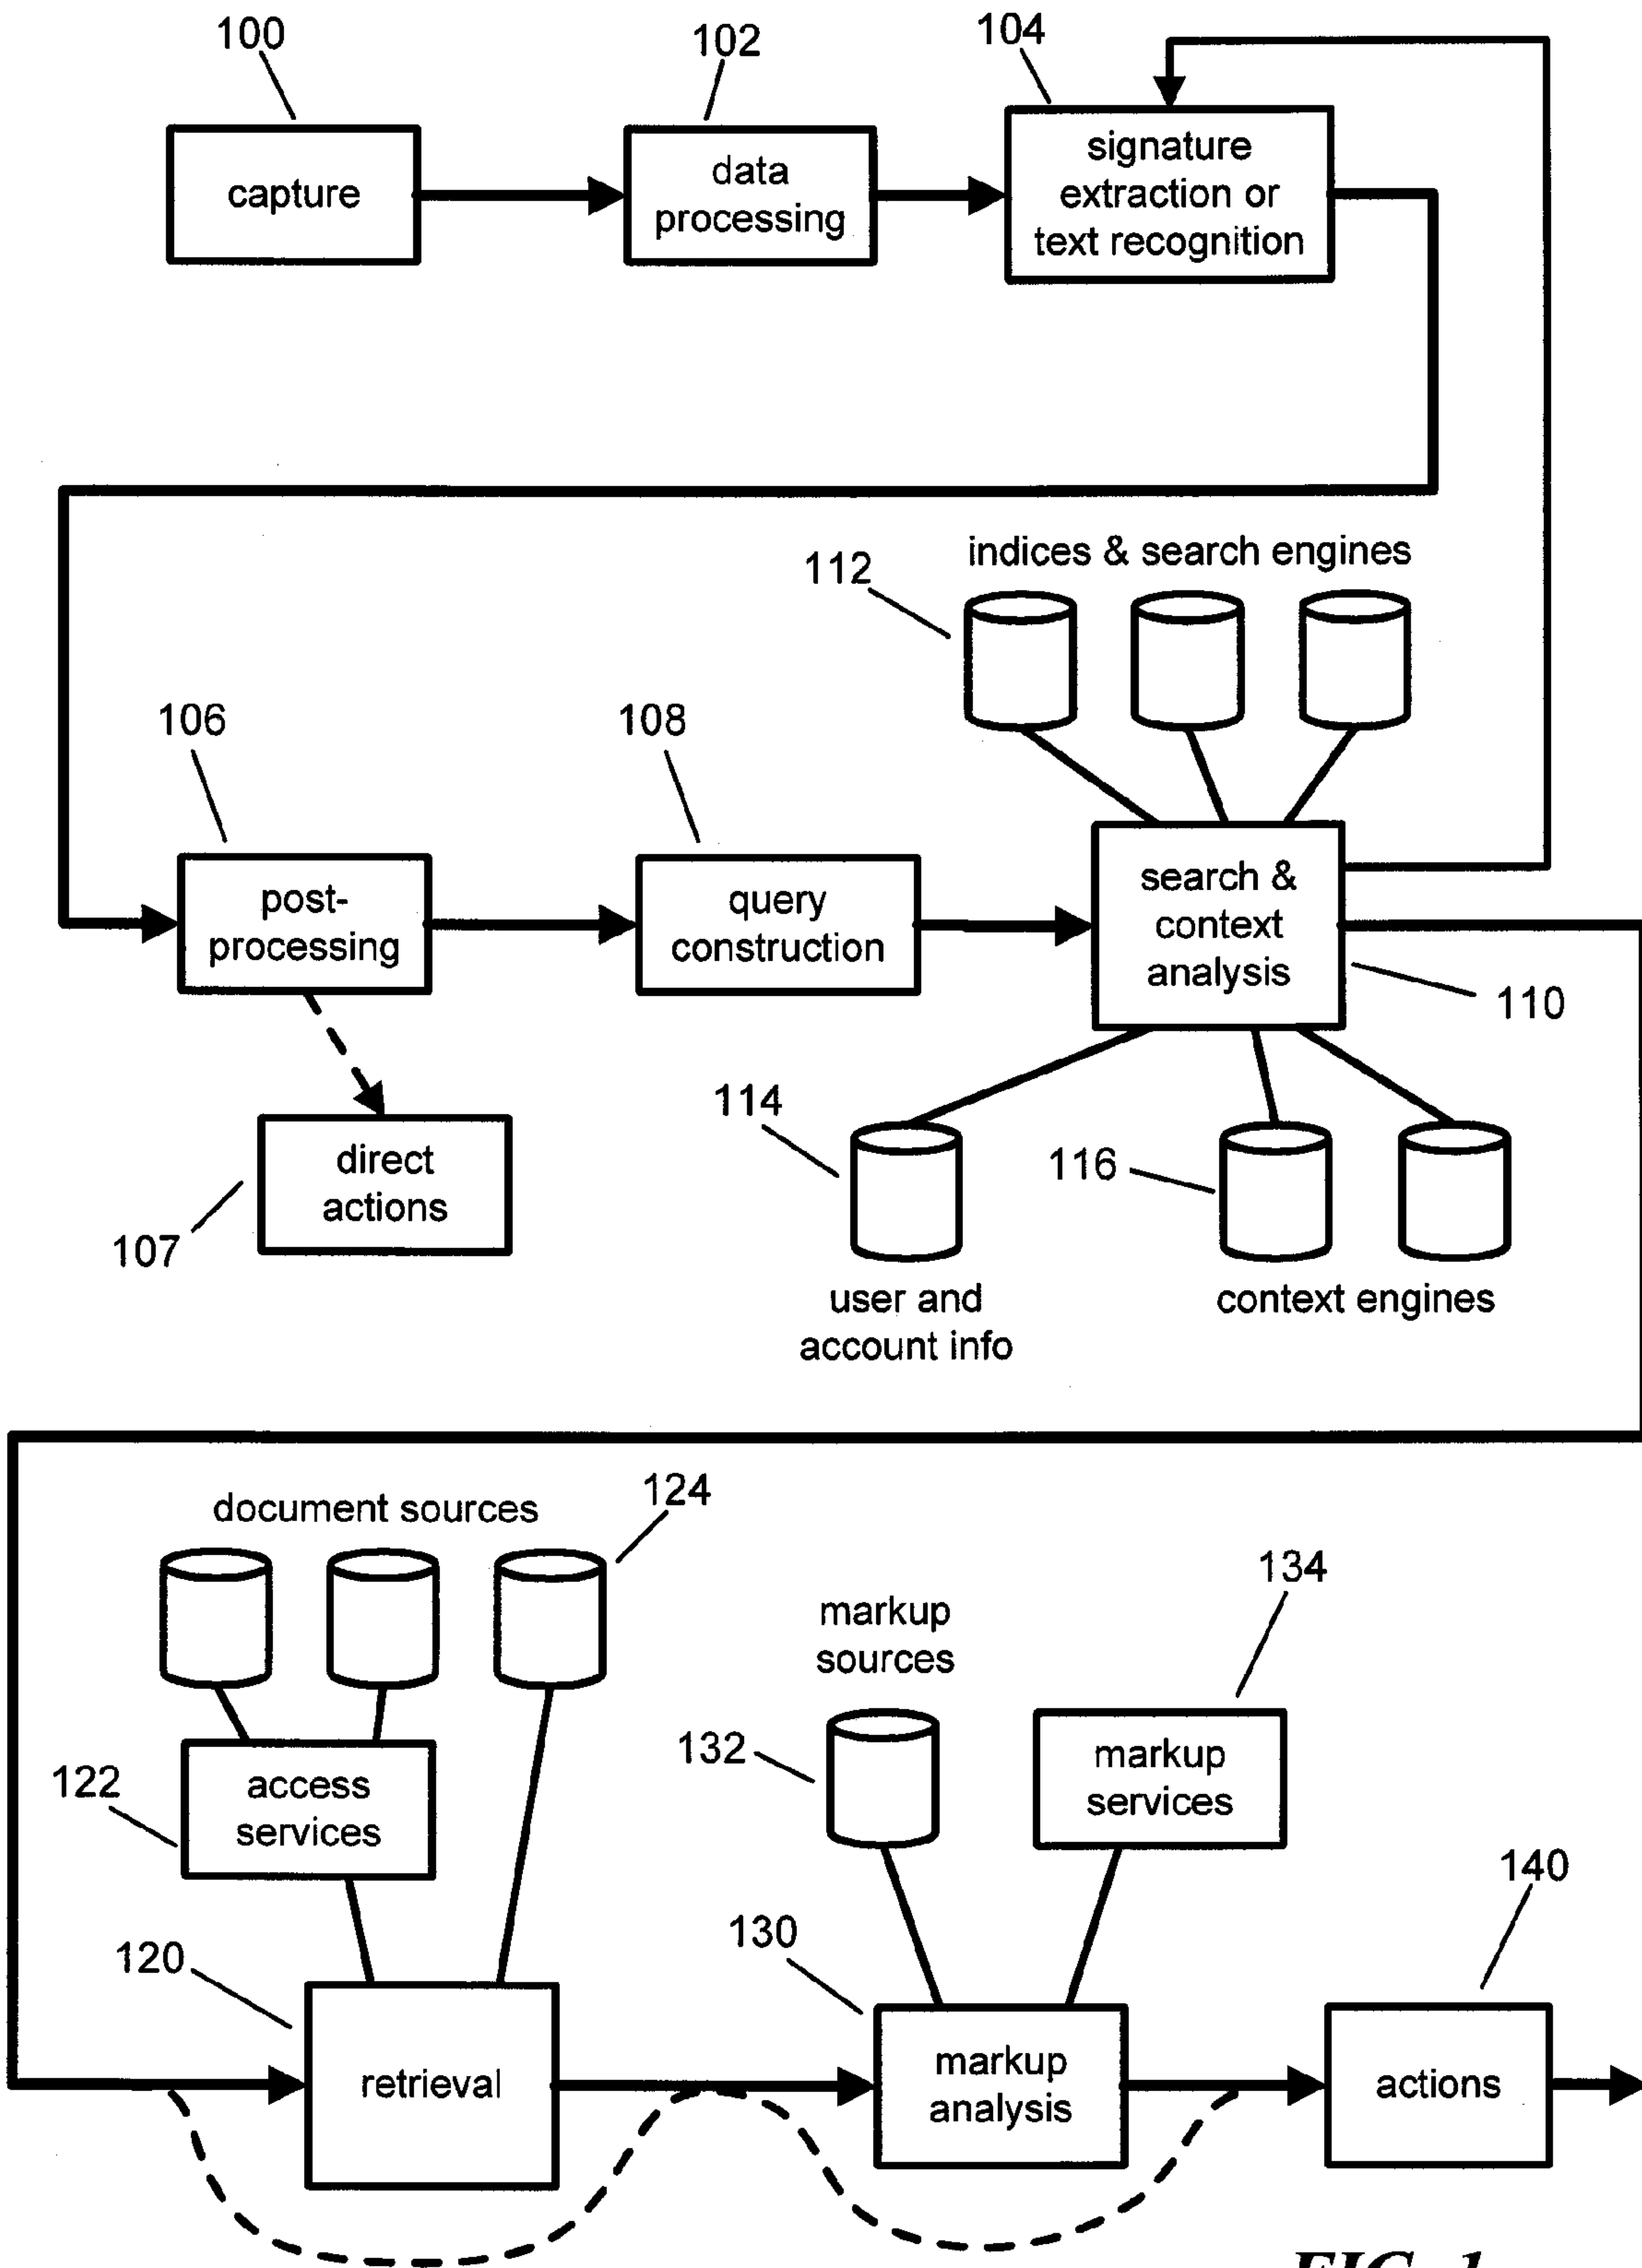 100
102
104
capture
data
processing
signature
extraction or
text recognition
indices & search engines
112
106
108
post-
processing
query
construction
search &
context
analysis
110
114
116
direct
actions
107
user and
account info
context engines
document sources
124
134
markup
sources
132
markup
services
122
access
services
140
130
120
retrieval
markup
analysis
actions
FIG. 1